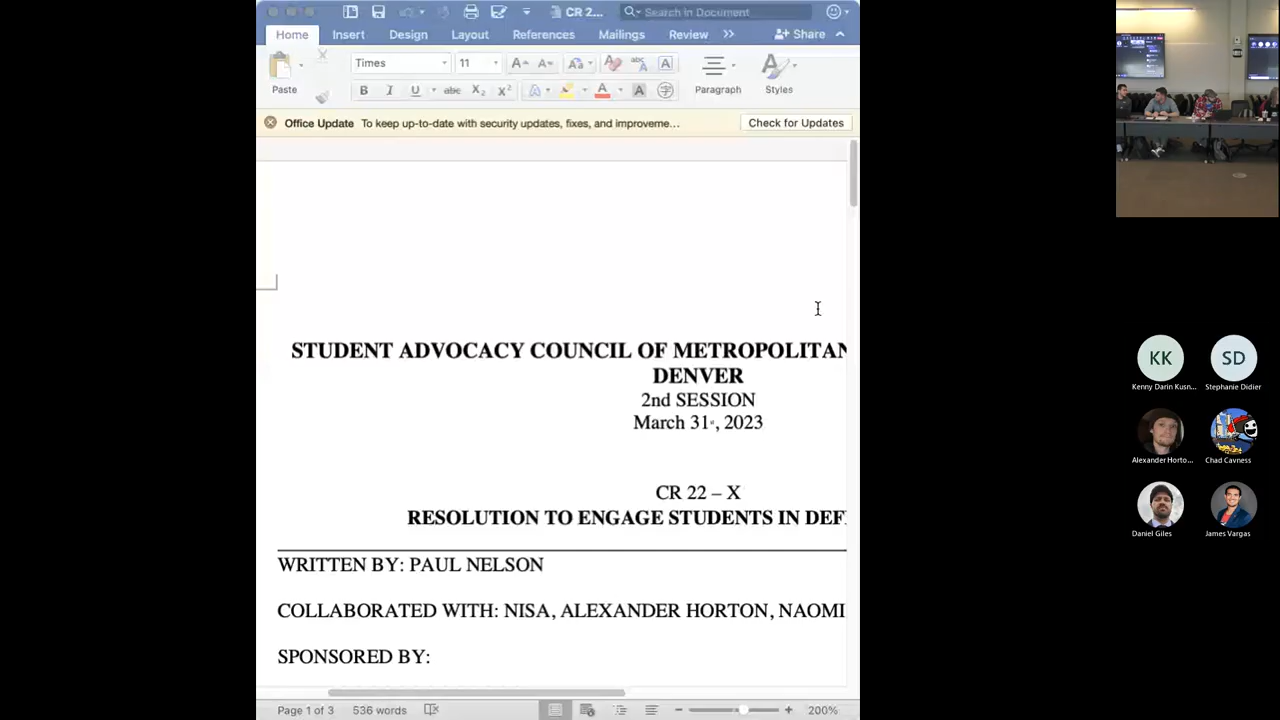 CR 2...
Search in Document
Home
Insert
Design
Layout
References
Mailings
Review
Share
Paste
Times
11
Paragraph
Styles
Office Update To keep up-to-date with security updates, fixes, and improveme...
Check for Updates
STUDENT ADVOCACY COUNCIL OF METROPOLITAN
DENVER
2nd SESSION
March 31st, 2023
CR 22 – X
RESOLUTION TO ENGAGE STUDENTS IN DEF
WRITTEN BY: PAUL NELSON
COLLABORATED WITH: NISA, ALEXANDER HORTON, NAOMI
SPONSORED BY:
Page 1 of 3
536 words
200%
KK
SD
Kenny Darin Kusn...
Stephanie Didier
Alexander Horto...
Chad Cavness
Daniel Giles
James Vargas